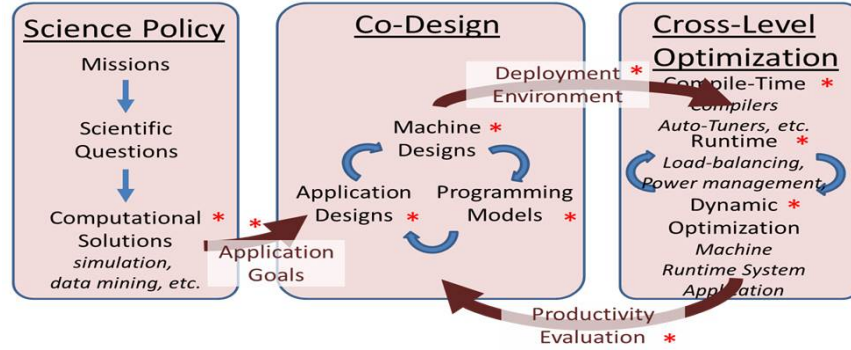 Science Policy
Missions
Scientific
Questions
Computational *
Solutions
simulation,
data mining, etc.
*
Application
Goals
Co-Design
Machine *
Designs
Application
Designs *
Programming
Models *
Deployment *
Environment
Cross-Level
Optimization
Compile-Time *
Compilers
Auto-Tuners, etc.
Runtime *
Load-balancing,
Power management,
Dynamic *
Optimization
Machine
Runtime System
Application
Productivity
Evaluation *